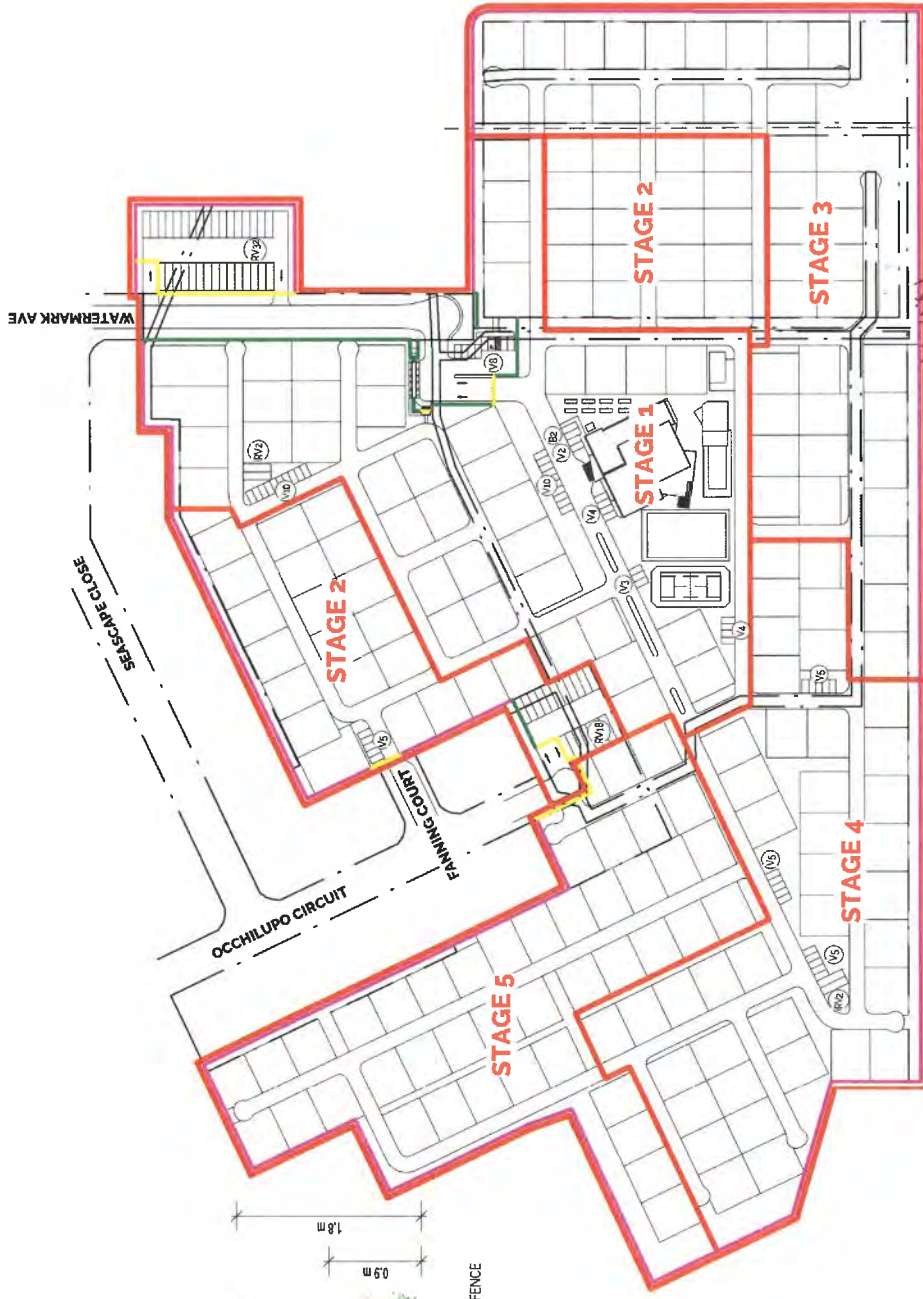 WATERMARK AVE
RV32
SEASCAPE CLOSE
STAGE 2
STAGE 3
RV2
V10
STAGE 2
V8
STAGE 1
B2
V2
V10
V4
V3
V4
V5
V5
FANNING COURT
OCCHILUPO CIRCUIT
RV18
STAGE 4
V5
V5
RV2
STAGE 5
1.8 m
0.9 m
FENCE